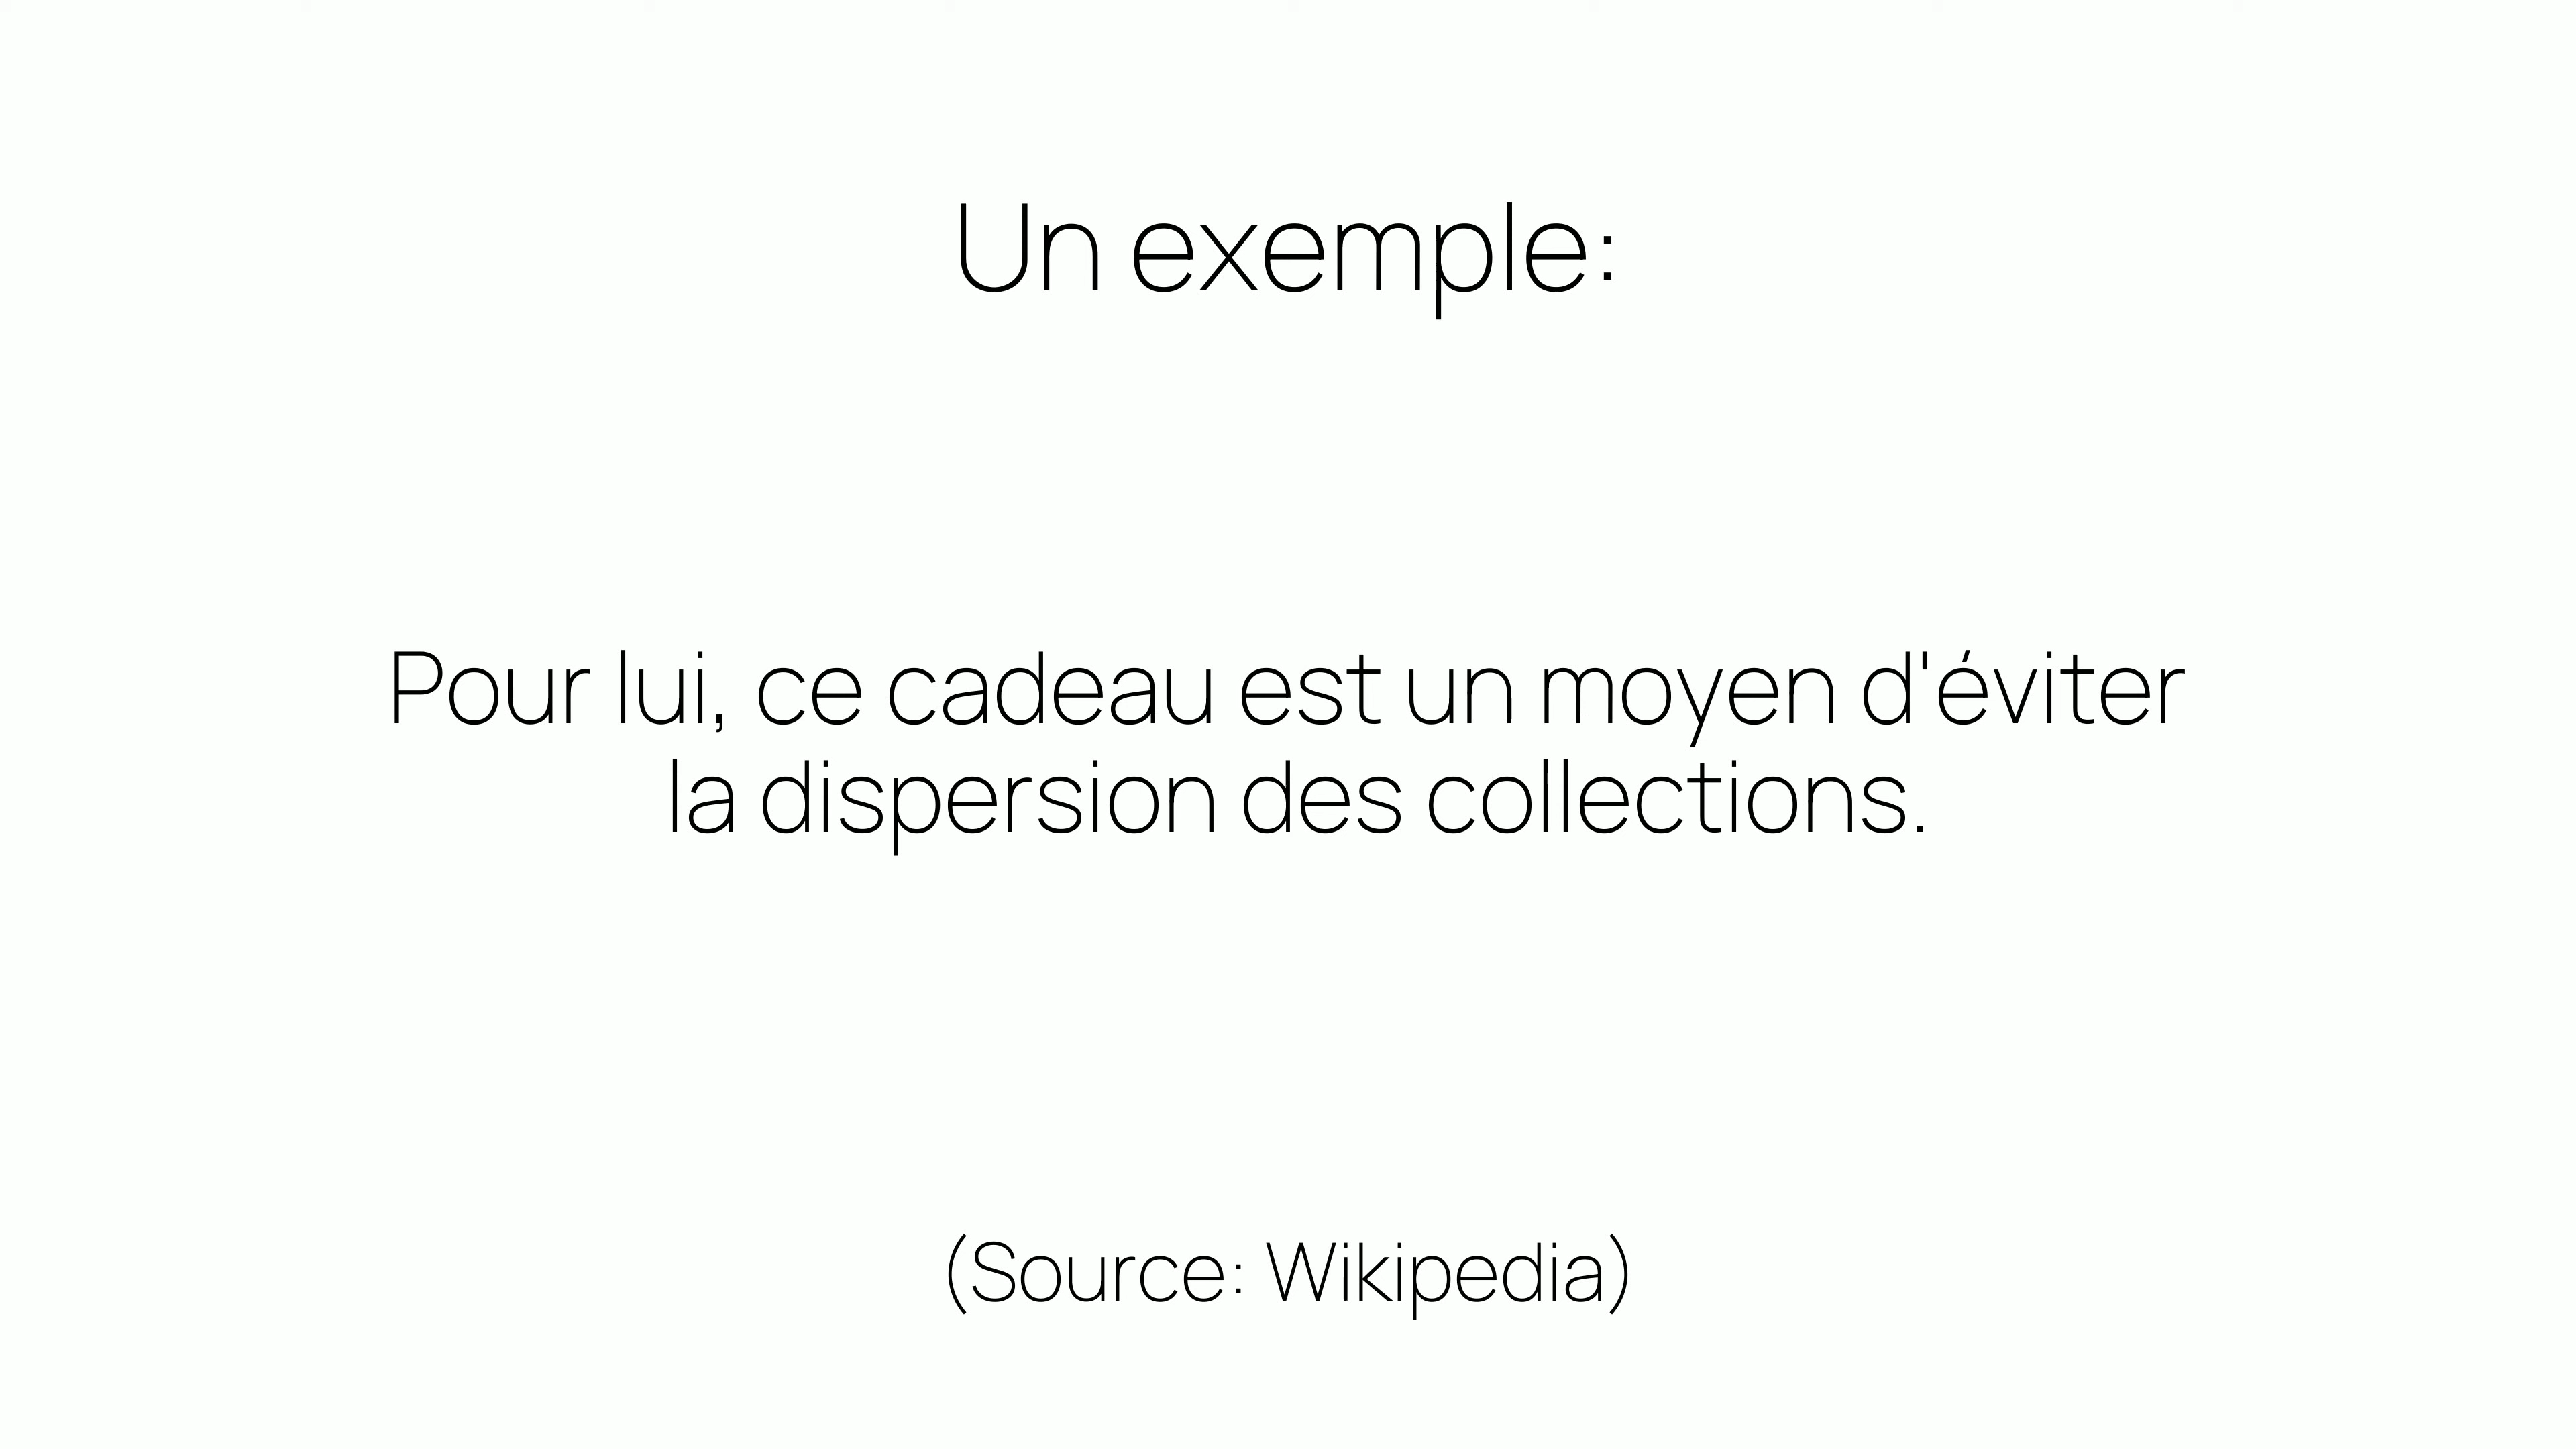 Un exemple:
Pour lui, ce cadeau est un moyen d'éviter
la dispersion des collections.
(Source: Wikipedia)